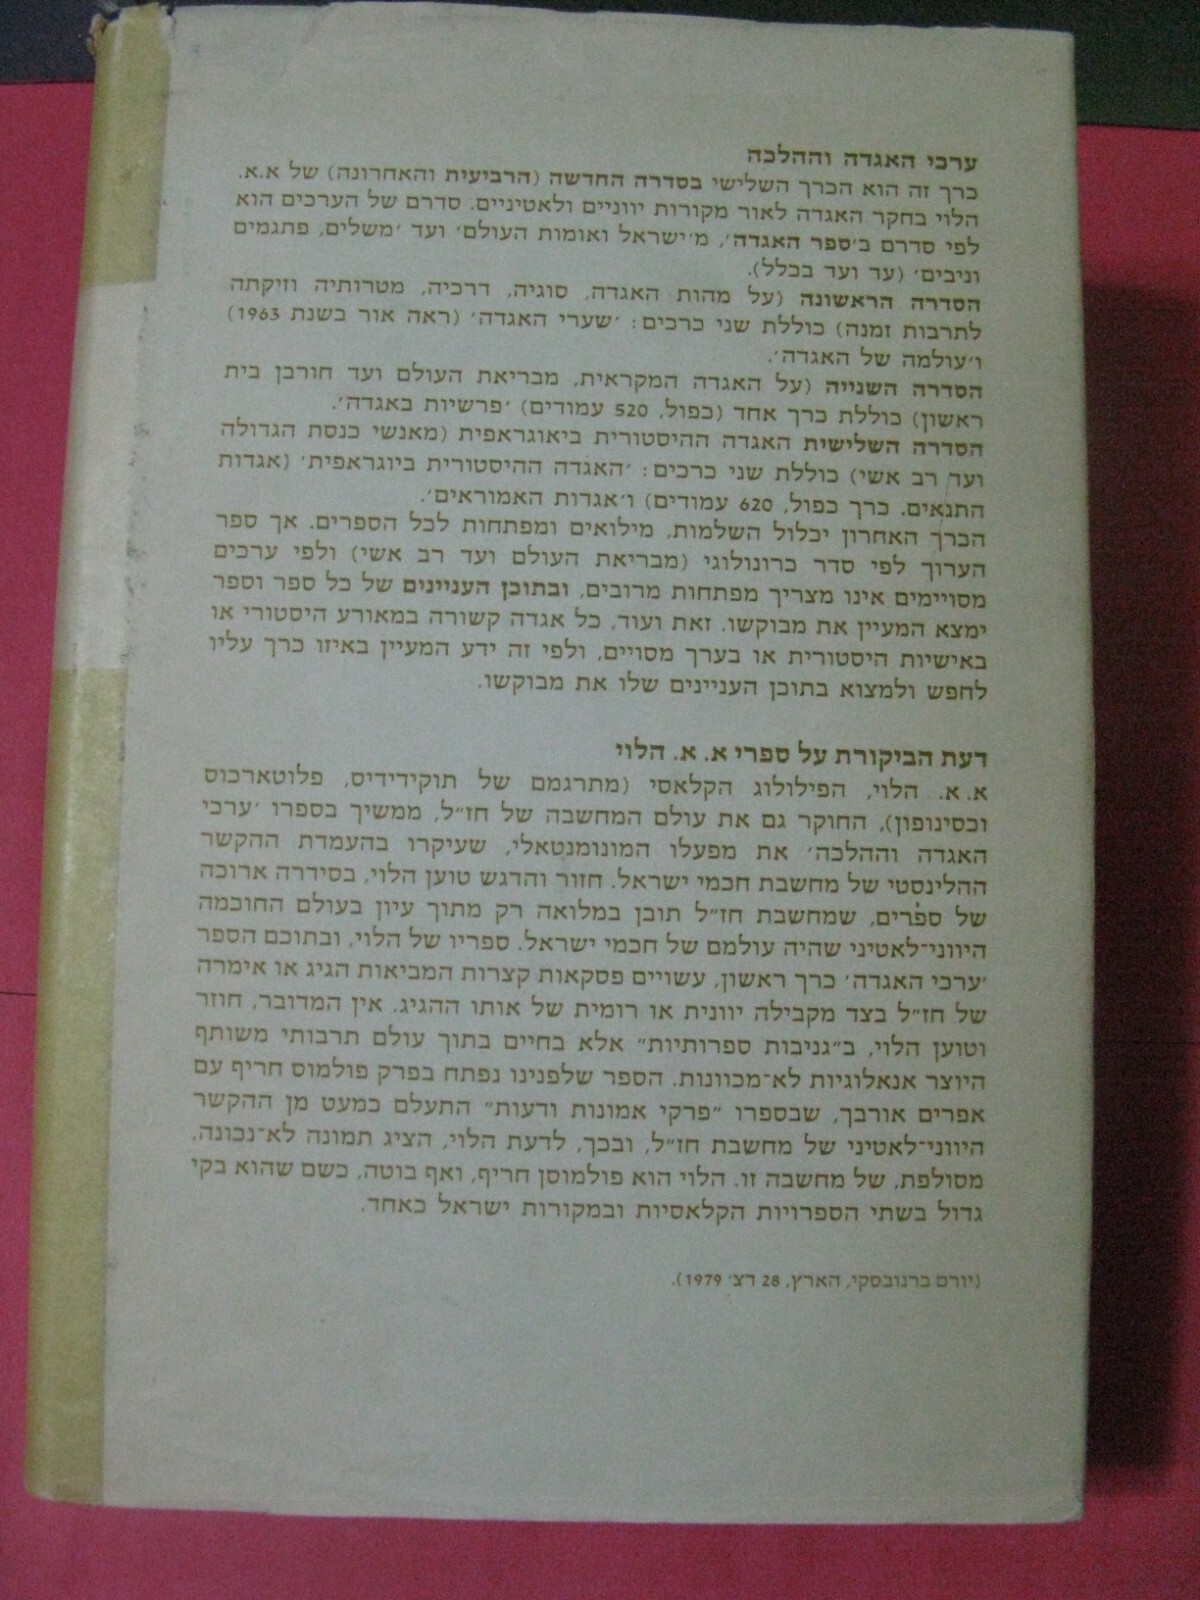 ערכי האגדה וההלכה
כרך זה הוא הכרך השלישי בסדרה החדשה (הרביעית והאחרונה) של א.א.
הלוי בחקר האגדה לאור מקורות יווניים ולאטיניים. סדרם של הערכים הוא
לפי סדרם ב׳ספר האגדה׳, מ׳ישראל ואומות העולם׳ ועד ׳משלים, פתגמים
וניבים׳ (עד ועד בכלל).
הסדרה הראשונה (על מהות האגדה, סוגיה, דרכיה, מטרותיה וזיקתה
לתרבות זמנה) כוללת שני כרכים: ׳שערי האגדה׳ (ראה אור בשנת 1963)
ו׳עולמה של האגדה׳.
הסדרה השנייה (על האגדה המקראית, מבריאת העולם ועד חורבן בית
ראשון) כוללת כרך אחד (כפול, 520 עמודים) ׳פרשיות באגדה׳.
הסדרה השלישית האגדה ההיסטורית ביאוגראפית (מאנשי כנסת הגדולה
ועד רב אשי) כוללת שני כרכים: ׳האגדה ההיסטורית ביוגראפית׳ (אגדות
התנאים. כרך כפול, 620 עמודים) ו׳אגדות האמוראים׳.
הכרך האחרון יכלול השלמות, מילואים ומפתחות לכל הספרים. אך ספר
הערוך לפי סדר כרונולוגי (מבריאת העולם ועד רב אשי) ולפי ערכים
מסויימים אינו מצריך מפתחות מרובים, ובתוכן העניינים של כל ספר וספר
ימצא המעיין את מבוקשו. זאת ועוד, כל אגדה קשורה במאורע היסטורי או
באישיות היסטורית או בערך מסויים, ולפי זה ידע המעיין באיזו כרך עליו
לחפש ולמצוא בתוכן העניינים שלו את מבוקשו.
דעת הביקורת על ספרי א. א. הלוי
א. א. הלוי, הפילולוג הקלאסי (מתרגמם של תוקידידיס, פלוטארכוס
וכסינופון), החוקר גם את עולם המחשבה של חז״ל, ממשיך בספרו ׳ערכי
האגדה וההלכה׳ את מפעלו המונומנטאלי, שעיקרו בהעמדת ההקשר
ההלינסטי של מחשבת חכמי ישראל. חזור והדגש טוען הלוי, בסידרה ארוכה
של ספרים, שמחשבת חז״ל תובן במלואה רק מתוך עיון בעולם החוכמה
היווני־לאטיני שהיה עולמם של חכמי ישראל. ספריו של הלוי, ובתוכם הספר
׳ערכי האגדה׳ כרך ראשון, עשויים פסקאות קצרות המביאות הגיג או אימרה
של חז״ל בצד מקבילה יוונית או רומית של אותו ההגיג. אין המדובר, חוזר
וטוען הלוי, ב״גניבות ספרותיות״ אלא בחיים בתוך עולם תרבותי משותף
היוצר אנאלוגיות לא־מכוונות. הספר שלפנינו נפתח בפרק פולמוס חריף עם
אפרים אורבך, שבספרו ״פרקי אמונות ודעות״ התעלם כמעט מן ההקשר
היווני־לאטיני של מחשבת חז״ל, ובכך, לדעת הלוי, הציג תמונה לא־נכונה,
מסולפת, של מחשבה זו. הלוי הוא פולמוסן חריף, ואף בוטה, כשם שהוא בקי
גדול בשתי הספרויות הקלאסיות ובמקורות ישראל כאחד.
(יורם ברנובסקי, הארץ, 28 דצ׳ 1979).